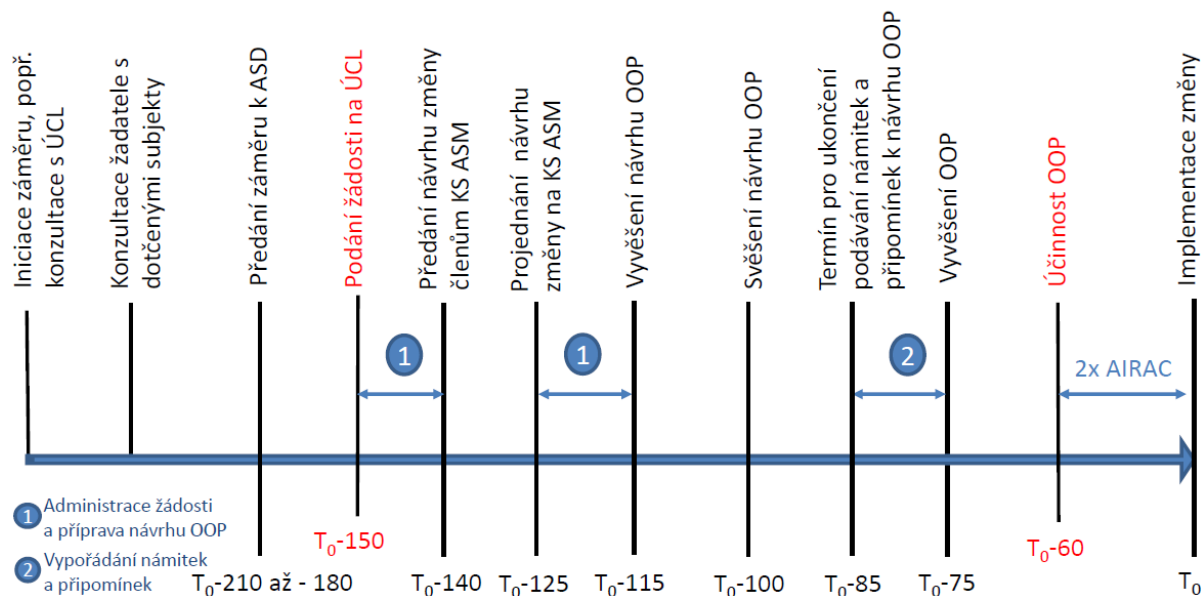 Iniciace záměru, popř.
konzultace s ÚCL
Konzultace žadatele s
dotčenými subjekty
Předání záměru k ASD
Podání žádosti na ÚCL
Předání návrhu změny
členům KS ASM
Projednání návrhu
změny na KS ASM
Vyvěšení návrhu OOP
Svěšení návrhu OOP
Termín pro ukončení
podávání námitek a
připomínek k návrhu OOP
Vyvěšení OOP
Účinnost OOP
Implementace změny
1
1
2
2x AIRAC
1 Administrace žádosti
a příprava návrhu OOP
2 Vypořádání námitek
a připomínek
T₀-210 až - 180
T₀-150
T₀-140
T₀-125
T₀-115
T₀-100
T₀-85
T₀-75
T₀-60
T₀